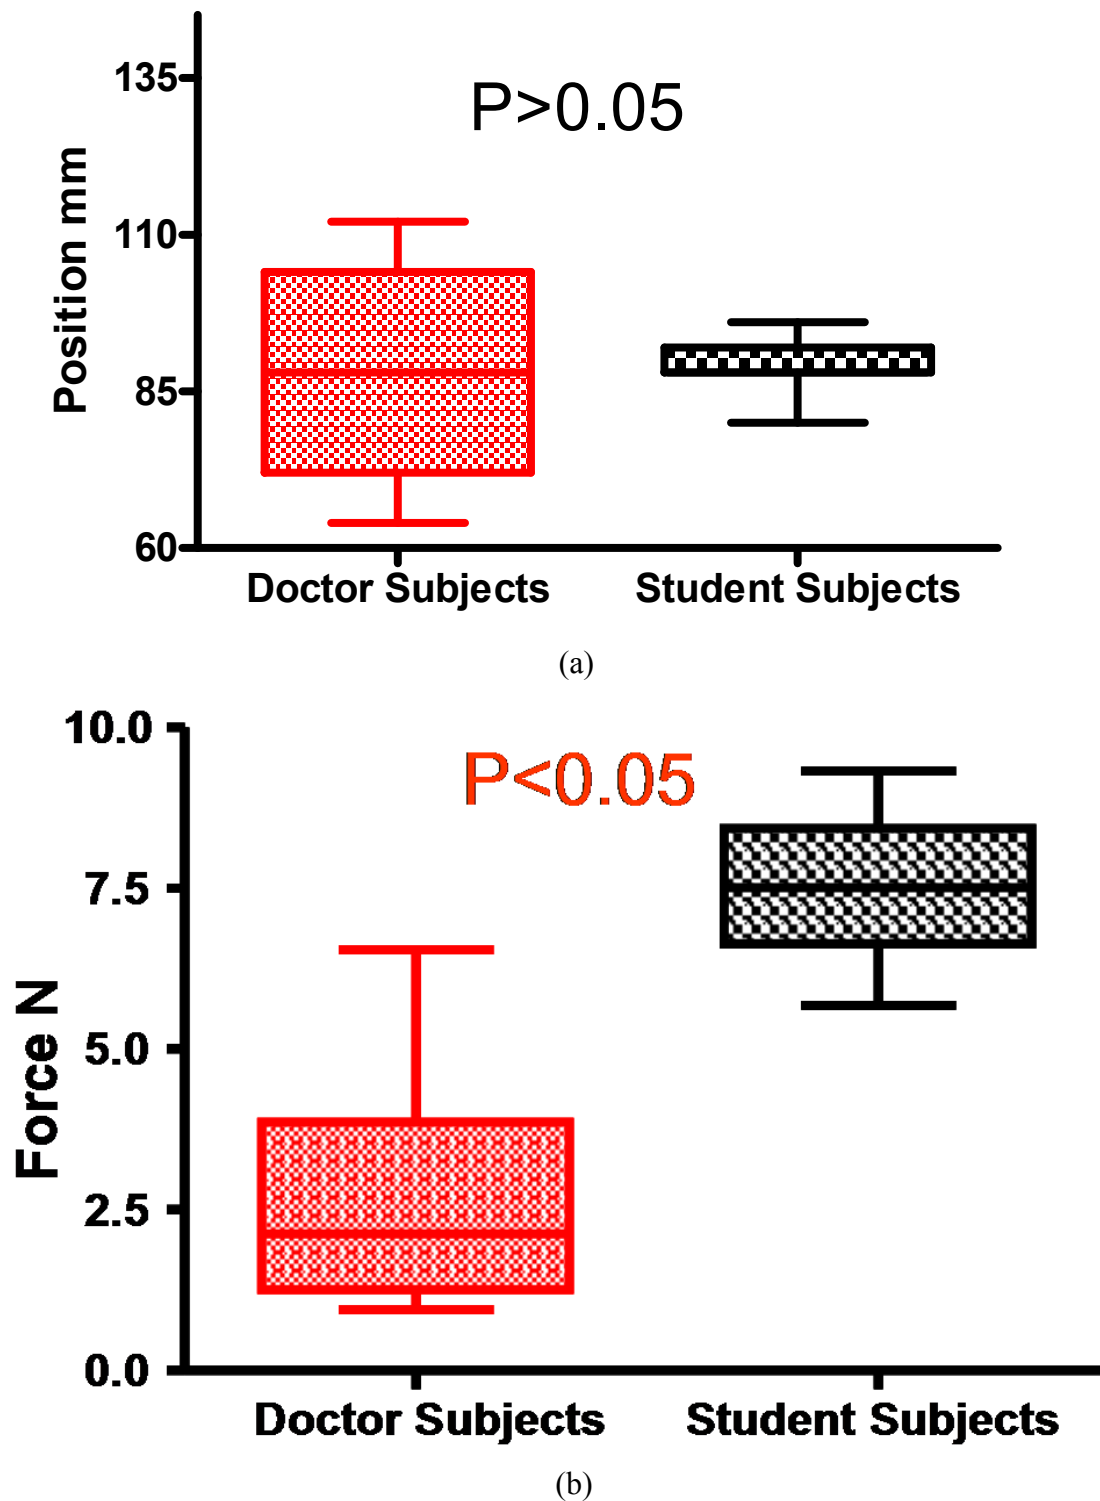 135
P>0.05
110
Position mm
85
60
Doctor Subjects Student Subjects
(a)
10.0
P<0.05
7.5
5.0
Force N
2.5
0.0
Doctor Subjects Student Subjects
(b)